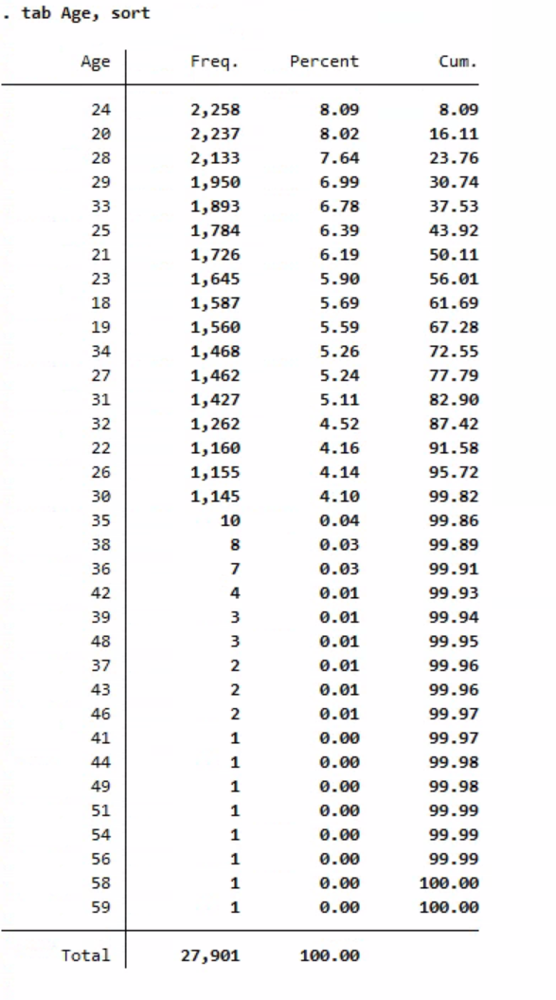 . tab Age, sort
Age Freq. Percent Cum.
24 2,258 8.09 8.09
20 2,237 8.02 16.11
28 2,133 7.64 23.76
29 1,950 6.99 30.74
33 1,893 6.78 37.53
25 1,784 6.39 43.92
21 1,726 6.19 50.11
23 1,645 5.90 56.01
18 1,587 5.69 61.69
19 1,560 5.59 67.28
34 1,468 5.26 72.55
27 1,462 5.24 77.79
31 1,427 5.11 82.90
32 1,262 4.52 87.42
22 1,160 4.16 91.58
26 1,155 4.14 95.72
30 1,145 4.10 99.82
35 10 0.04 99.86
38 8 0.03 99.89
36 7 0.03 99.91
42 4 0.01 99.93
39 3 0.01 99.94
48 3 0.01 99.95
37 2 0.01 99.96
43 2 0.01 99.96
46 2 0.01 99.97
41 1 0.00 99.97
44 1 0.00 99.98
49 1 0.00 99.98
51 1 0.00 99.99
54 1 0.00 99.99
56 1 0.00 99.99
58 1 0.00 100.00
59 1 0.00 100.00
Total 27,901 100.00